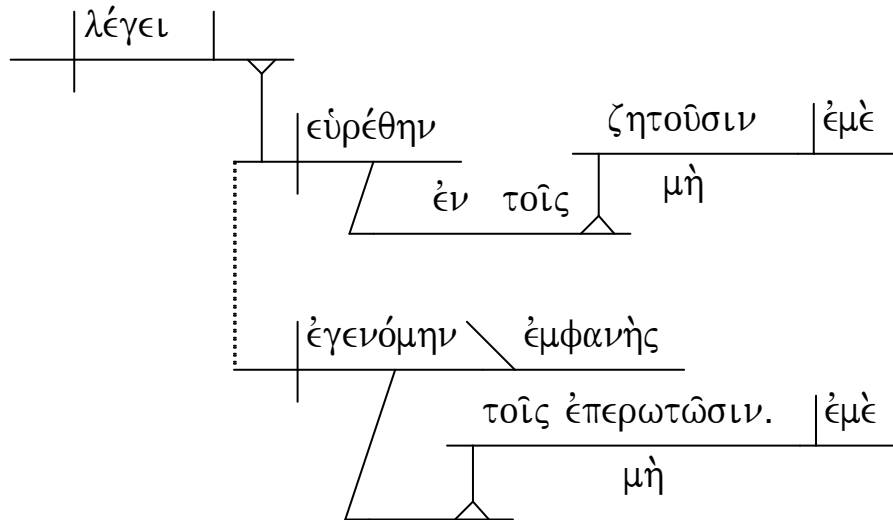 λέγει
εὑρέθην
ζητοῦσιν ἐμὲ
μὴ
ἐν τοῖς
ἐγενόμην ἐμφανὴς
τοῖς ἐπερωτῶσιν. ἐμὲ
μὴ